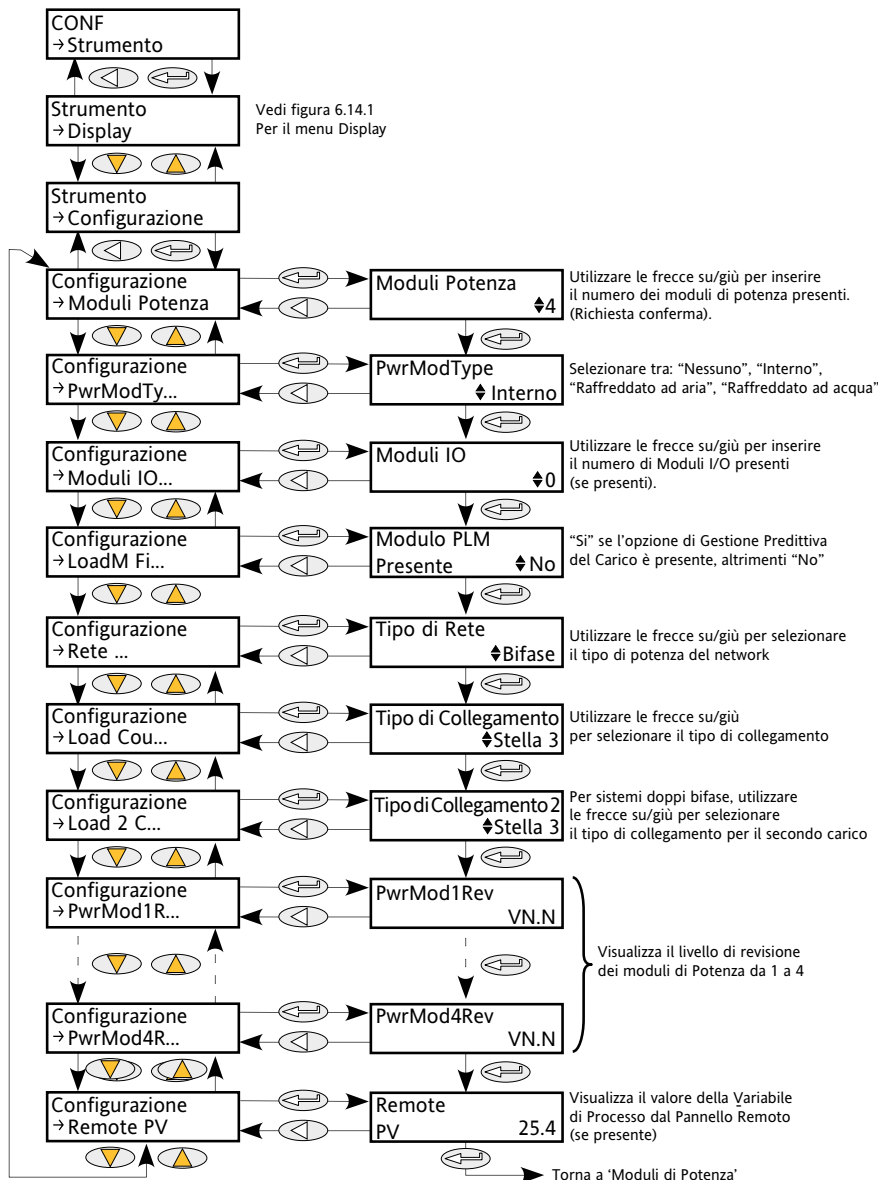 CONF
→Strumento
Strumento
→Display
Vedi figura 6.14.1
Per il menu Display
Strumento
→Configurazione
Configurazione
→Moduli Potenza
Moduli Potenza
4
Utilizzare le frecce su/giù per inserire
il numero dei moduli di potenza presenti.
(Richiesta conferma).
Configurazione
→PwrModTy...
PwrModType
Interno
Selezionare tra: “Nessuno”, “Interno”,
“Raffreddato ad aria”, “Raffreddato ad acqua”
Configurazione
→Moduli IO...
Moduli IO
0
Utilizzare le frecce su/giù per inserire
il numero di Moduli I/O presenti
(se presenti).
Configurazione
→LoadM Fi...
Modulo PLM
Presente No
“Si” se l’opzione di Gestione Predittiva
del Carico è presente, altrimenti “No”
Configurazione
→Rete ...
Tipo di Rete
Bifase
Utilizzare le frecce su/giù per selezionare
il tipo di potenza del network
Configurazione
→Load Cou...
Tipo di Collegamento
Stella 3
Utilizzare le frecce su/giù
per selezionare il tipo di collegamento
Configurazione
→Load 2 C...
Tipo di Collegamento 2
Stella 3
Per sistemi doppi bifase, utilizzare
le frecce su/giù per selezionare
il tipo di collegamento per il secondo carico
Configurazione
→PwrMod1R...
PwrMod1Rev
VN.N
Visualizza il livello di revisione
dei moduli di Potenza da 1 a 4
Configurazione
→PwrMod4R...
PwrMod4Rev
VN.N
Configurazione
→Remote PV
Remote
PV 25.4
Visualizza il valore della Variabile
di Processo dal Pannello Remoto
(se presente)
Torna a ‘Moduli di Potenza’